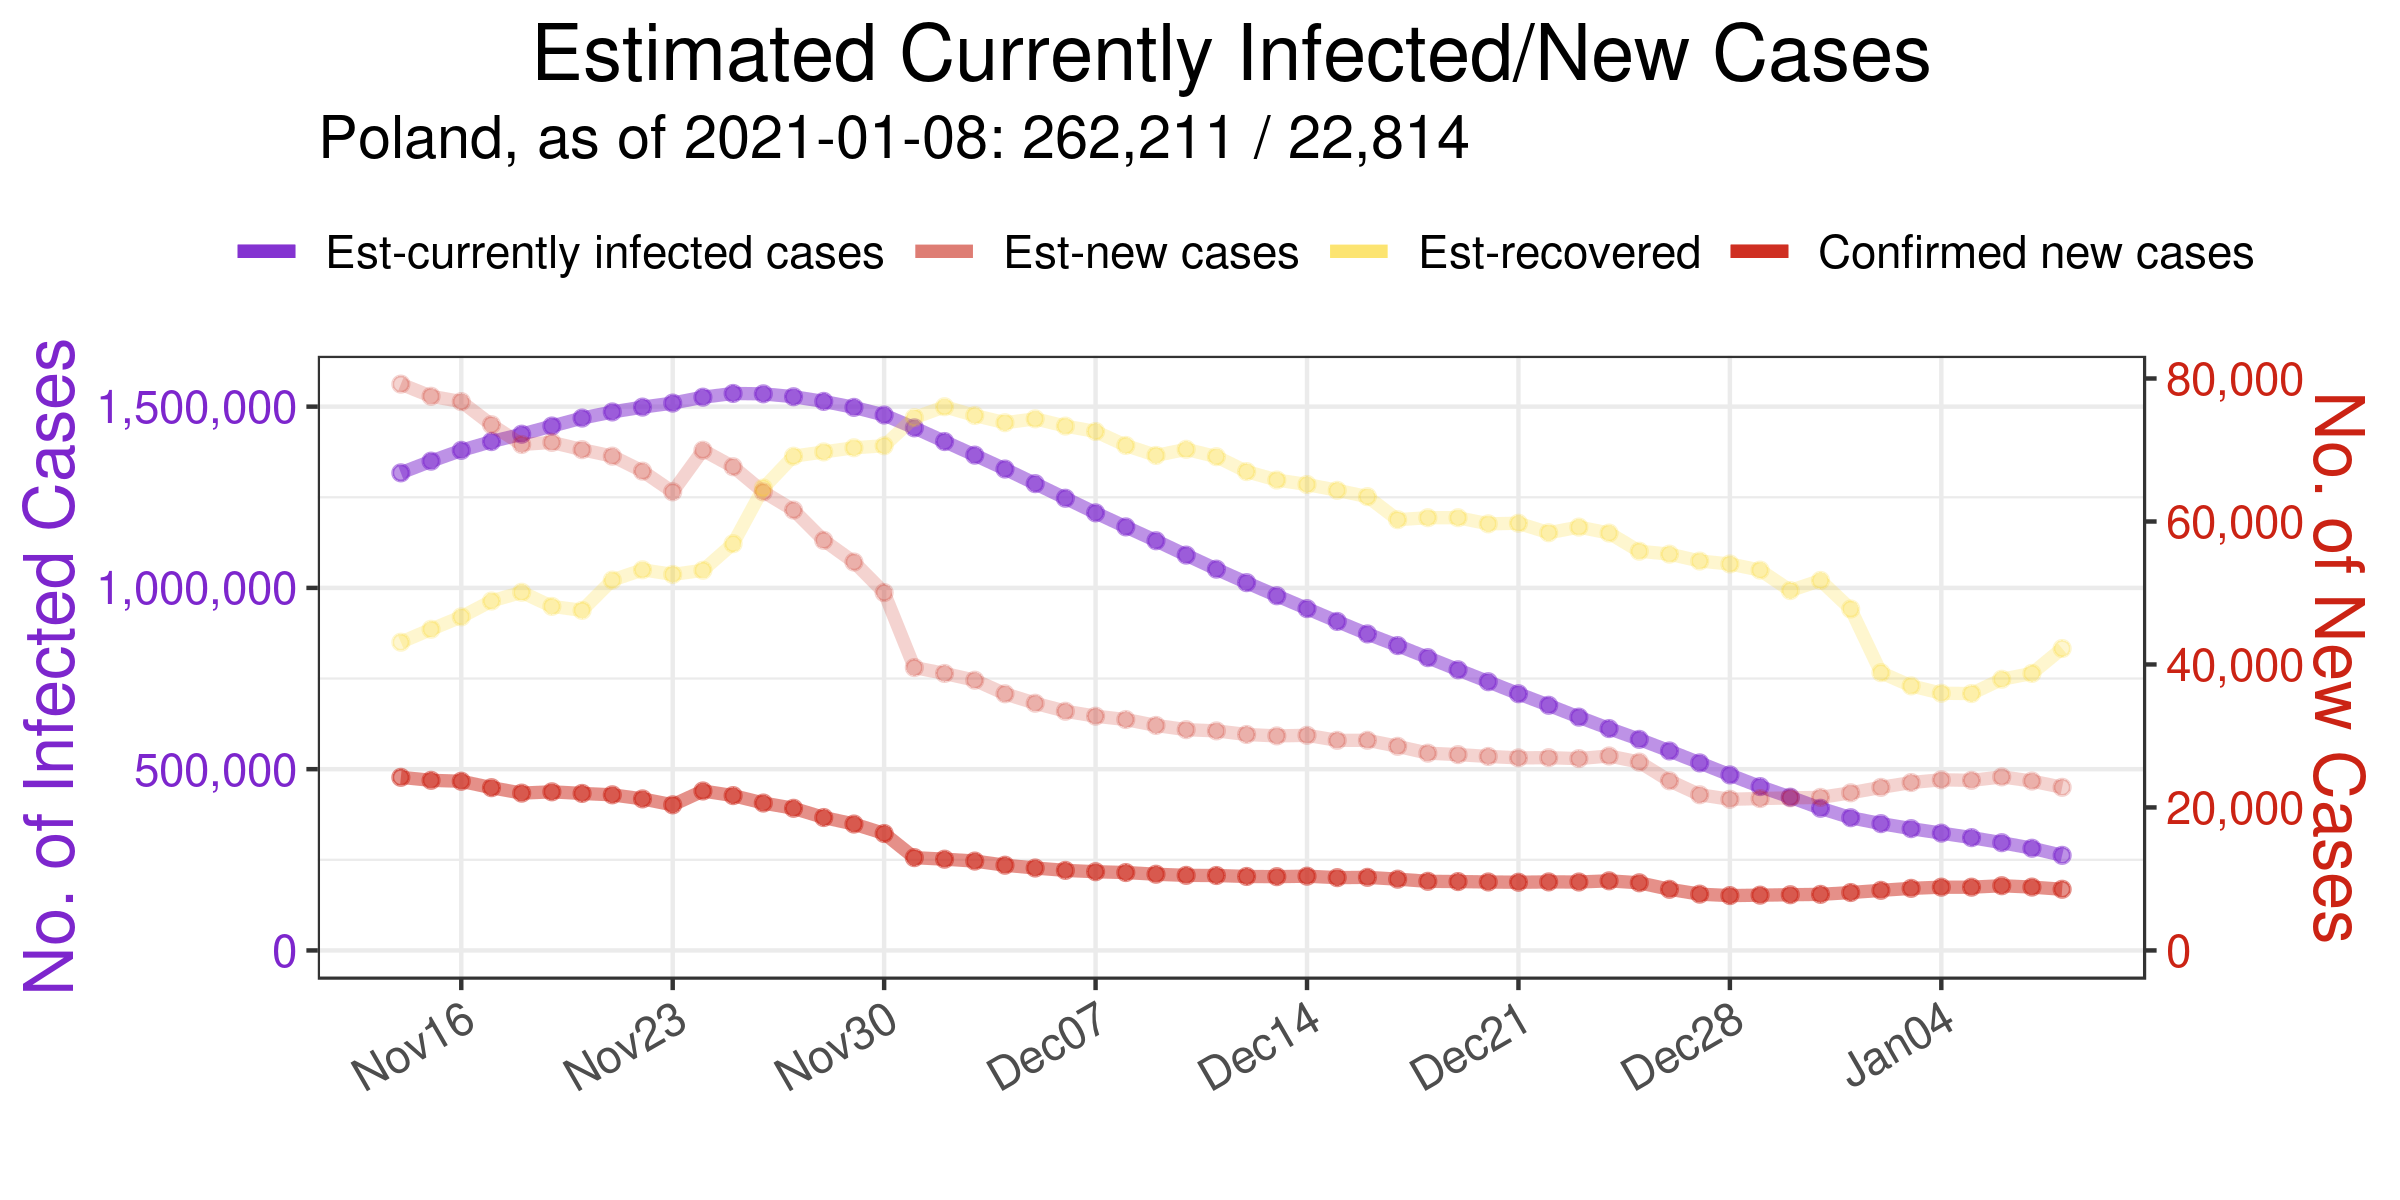 Estimated Currently Infected/New Cases
Poland, as of 2021-01-08: 262,211 / 22,814
Est-currently infected cases Est-new cases Est-recovered Confirmed new cases
No. of Infected Cases
1,500,000
1,000,000
500,000
0
80,000
60,000
40,000
20,000
0
No. of New Cases
Nov16 Nov23 Nov30 Dec07 Dec14 Dec21 Dec28 Jan04